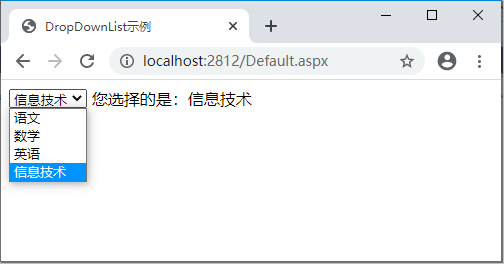 DropDownList示例
localhost:2812/Default.aspx
信息技术 您选择的是：信息技术
语文
数学
英语
信息技术